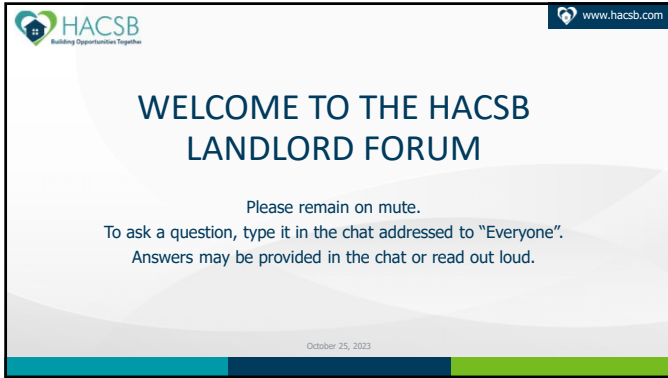 HACSB
Building Opportunities Together
www.hacsb.com
WELCOME TO THE HACSB
LANDLORD FORUM
Please remain on mute.
To ask a question, type it in the chat addressed to “Everyone”.
Answers may be provided in the chat or read out loud.
October 25, 2023